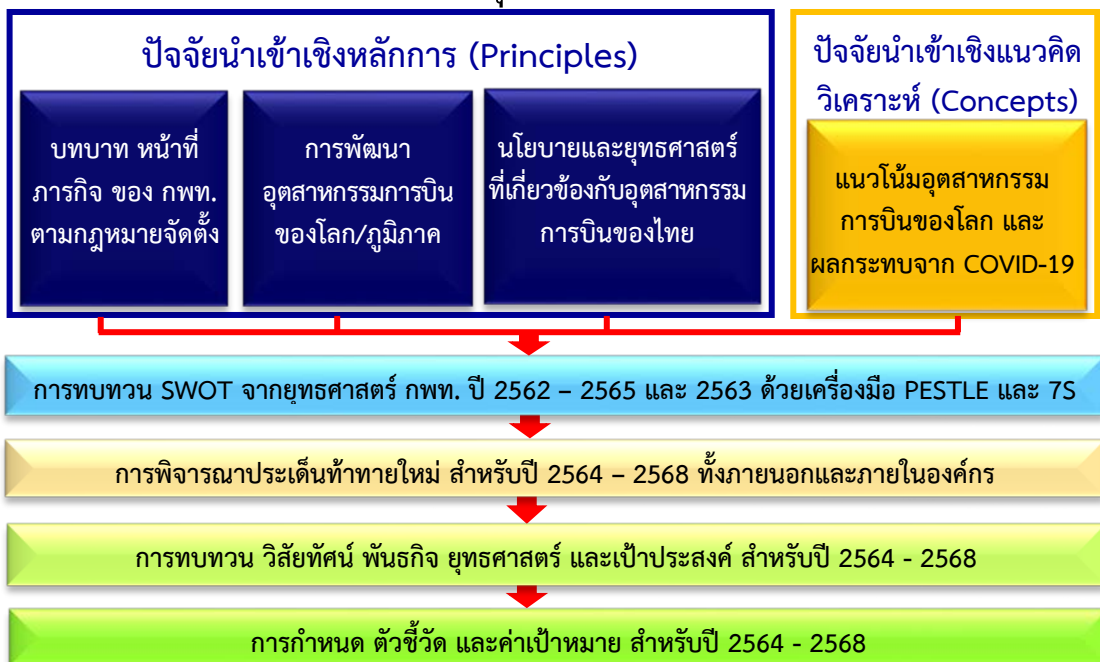 ปัจจัยนำเข้าเชิงหลักการ (Principles)
บทบาท หน้าที่
ภารกิจ ของ กพท.
ตามกฎหมายจัดตั้ง
การพัฒนา
อุตสาหกรรมการบิน
ของโลก/ภูมิภาค
นโยบายและยุทธศาสตร์
ที่เกี่ยวข้องกับอุตสาหกรรม
การบินของไทย
ปัจจัยนำเข้าเชิงแนวคิด
วิเคราะห์ (Concepts)
แนวโน้มอุตสาหกรรม
การบินของโลก และ
ผลกระทบจาก COVID-19
การทบทวน SWOT จากยุทธศาสตร์ กพท. ปี 2562 – 2565 และ 2563 ด้วยเครื่องมือ PESTLE และ 7S
การพิจารณาประเด็นท้าทายใหม่ สำหรับปี 2564 – 2568 ทั้งภายนอกและภายในองค์กร
การทบทวน วิสัยทัศน์ พันธกิจ ยุทธศาสตร์ และเป้าประสงค์ สำหรับปี 2564 - 2568
การกำหนด ตัวชี้วัด และค่าเป้าหมาย สำหรับปี 2564 - 2568